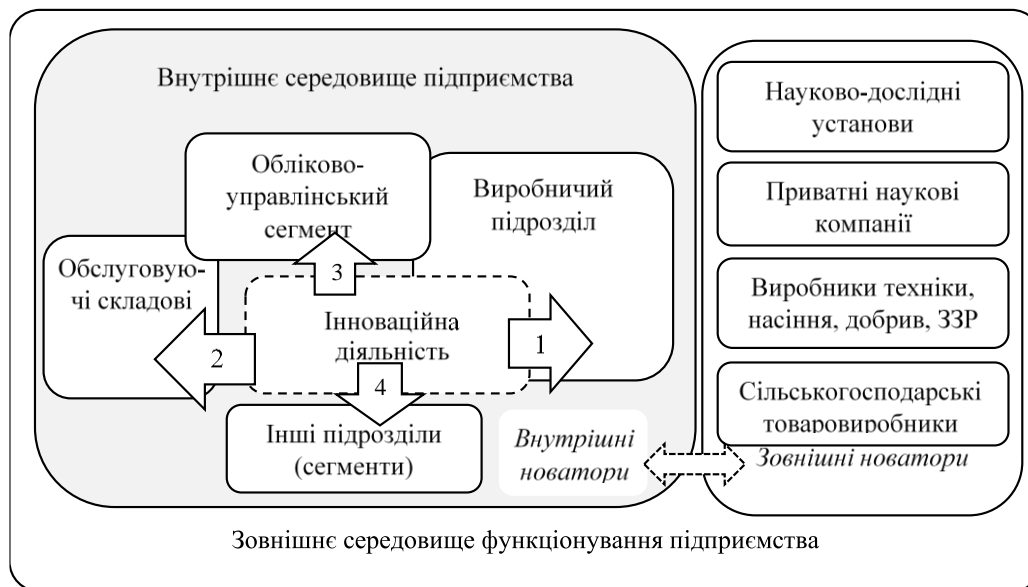 Внутрішнє середовище підприємства
Обліково-
управлінський
сегмент
Виробничий
підрозділ
Обслуговую-
чі складові
3
Інноваційна
діяльність
1
2
4
Інші підрозділи
(сегменти)
Внутрішні
новатори
Науково-дослідні
установи
Приватні наукові
компанії
Виробники техніки,
насіння, добрив, ЗЗР
Сільськогосподарські
товаровиробники
Зовнішні новатори
Зовнішнє середовище функціонування підприємства